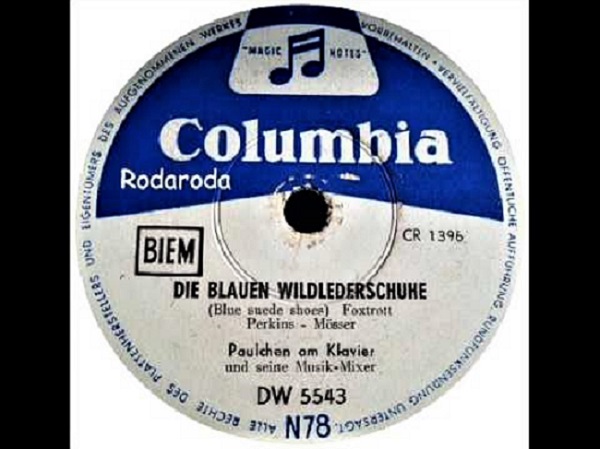 ALLE RECHTE DES PLATTENHERSTELLERS UND EIGENTÜMERS DES AUFGENOMMENEN WERKES VORBEHALTEN · VERVIELFÄLTIGUNG ÖFFENTLICHE AUFFÜHRUNG RUNDFUNKSENDUNG UNTERSAGT.
"MAGIC NOTES"
Columbia
Rodaroda
BIEM
CR 1396
DIE BLAUEN WILDLEDERSCHUHE
(Blue suede shoes) Foxtrott
Perkins - Mösser
Paulchen am Klavier
und seine Musik-Mixer
DW 5543
N78